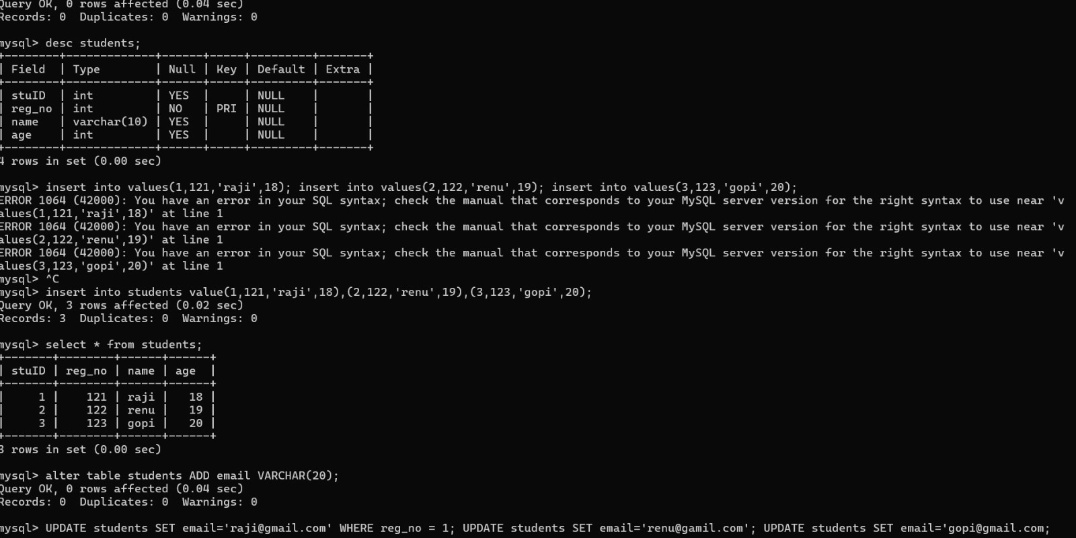 Query OK, 0 rows affected (0.04 sec)
Records: 0  Duplicates: 0  Warnings: 0
mysql> desc students;
+--------+-------------+------+-----+---------+-------+
| Field  | Type        | Null | Key | Default | Extra |
+--------+-------------+------+-----+---------+-------+
| stuID  | int         | YES  |     | NULL    |       |
| reg_no | int         | NO   | PRI | NULL    |       |
| name   | varchar(10) | YES  |     | NULL    |       |
| age    | int         | YES  |     | NULL    |       |
+--------+-------------+------+-----+---------+-------+
4 rows in set (0.00 sec)
mysql> insert into values(1,121,'raji',18); insert into values(2,122,'renu',19); insert into values(3,123,'gopi',20);
ERROR 1064 (42000): You have an error in your SQL syntax; check the manual that corresponds to your MySQL server version for the right syntax to use near 'v
alues(1,121,'raji',18)' at line 1
ERROR 1064 (42000): You have an error in your SQL syntax; check the manual that corresponds to your MySQL server version for the right syntax to use near 'v
alues(2,122,'renu',19)' at line 1
ERROR 1064 (42000): You have an error in your SQL syntax; check the manual that corresponds to your MySQL server version for the right syntax to use near 'v
alues(3,123,'gopi',20)' at line 1
mysql> ^C
mysql> insert into students value(1,121,'raji',18),(2,122,'renu',19),(3,123,'gopi',20);
Query OK, 3 rows affected (0.02 sec)
Records: 3  Duplicates: 0  Warnings: 0
mysql> select * from students;
+-------+--------+------+------+
| stuID | reg_no | name | age  |
+-------+--------+------+------+
|     1 |    121 | raji |   18 |
|     2 |    122 | renu |   19 |
|     3 |    123 | gopi |   20 |
+-------+--------+------+------+
3 rows in set (0.00 sec)
mysql> alter table students ADD email VARCHAR(20);
Query OK, 0 rows affected (0.04 sec)
Records: 0  Duplicates: 0  Warnings: 0
mysql> UPDATE students SET email='raji@gmail.com' WHERE reg_no = 1; UPDATE students SET email='renu@gamil.com'; UPDATE students SET email='gopi@gmail.com;